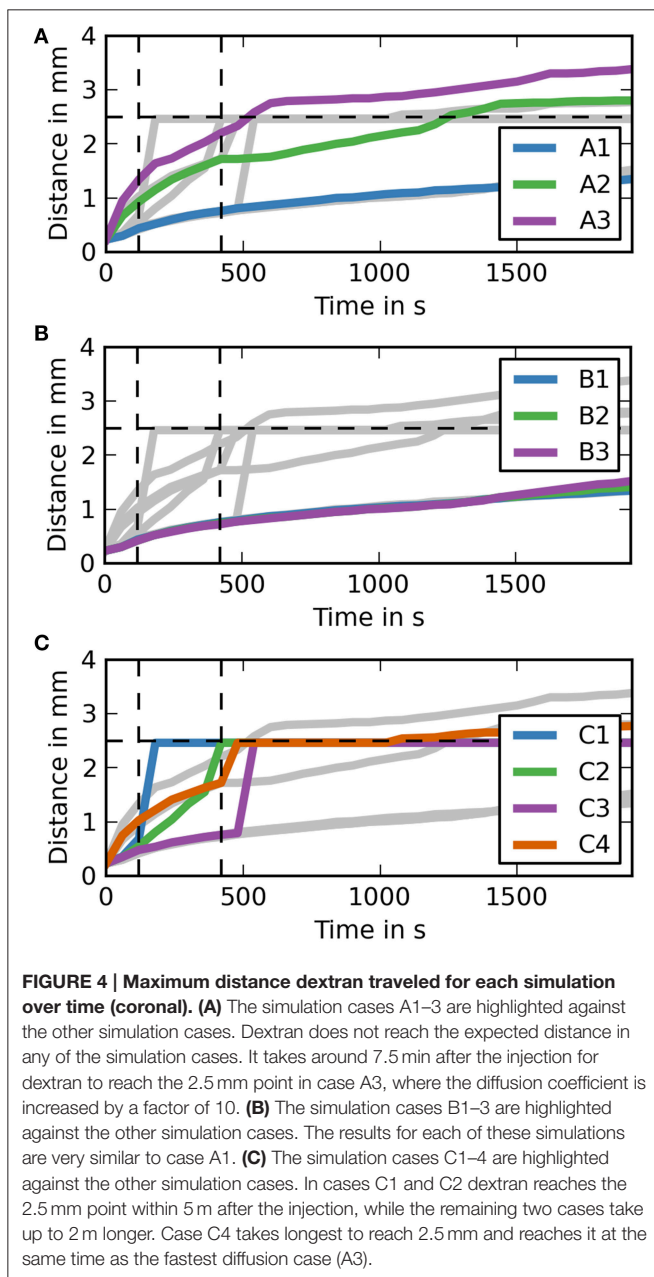 A
4
3
2
1
0
Distance in mm
A1
A2
A3
0
500
1000
1500
Time in s
B
4
3
2
1
0
Distance in mm
B1
B2
B3
0
500
1000
1500
Time in s
C
4
3
2
1
0
Distance in mm
C1
C2
C3
C4
0
500
1000
1500
Time in s
FIGURE 4 | Maximum distance dextran traveled for each simulation
over time (coronal). (A) The simulation cases A1–3 are highlighted against
the other simulation cases. Dextran does not reach the expected distance in
any of the simulation cases. It takes around 7.5 min after the injection for
dextran to reach the 2.5 mm point in case A3, where the diffusion coefficient is
increased by a factor of 10. (B) The simulation cases B1–3 are highlighted
against the other simulation cases. The results for each of these simulations
are very similar to case A1. (C) The simulation cases C1–4 are highlighted
against the other simulation cases. In cases C1 and C2 dextran reaches the
2.5 mm point within 5 m after the injection, while the remaining two cases take
up to 2 m longer. Case C4 takes longest to reach 2.5 mm and reaches it at the
same time as the fastest diffusion case (A3).